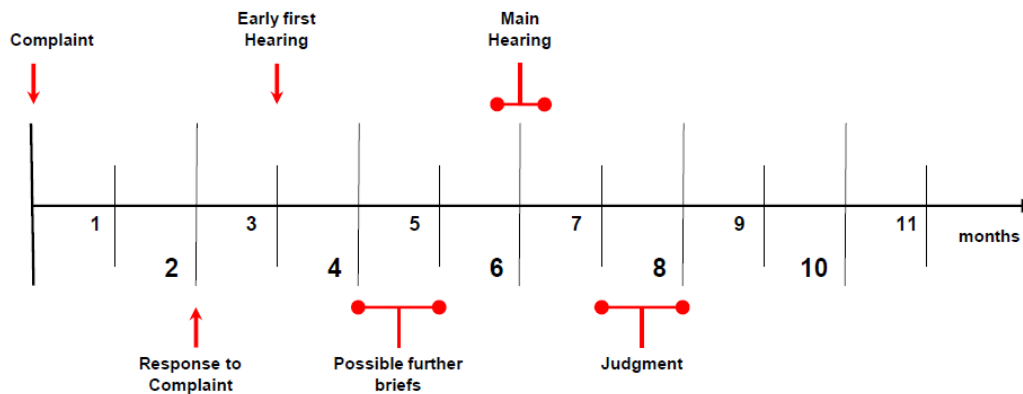 Complaint
Early first
Hearing
Main
Hearing
1
3
5
7
9
11
months
2
4
6
8
10
Response to
Complaint
Possible further
briefs
Judgment